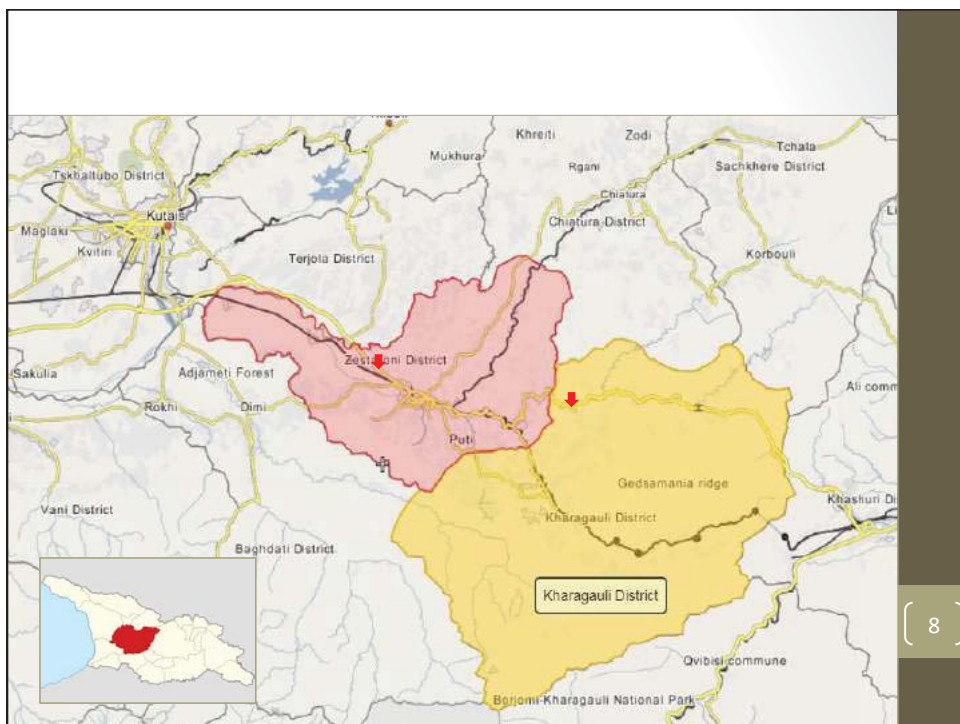 Khreiti
Zodi
Tchala
Mukhura
Rgani
Sachkhere District
Tskhaltubo District
Chiatura
Kutaisi
Chiatura District
Maglaki
Kvitiri
Terjola District
Korbouli
Zestafoni District
Sakulia
Adjameti Forest
Ali comm
Rokhi
Dimi
Puti
Gedsamania ridge
Khashuri Di
Vani District
Kharagauli District
Baghdati District
Kharagauli District
8
Qvibisi commune
Borjomi-Kharagauli National Park